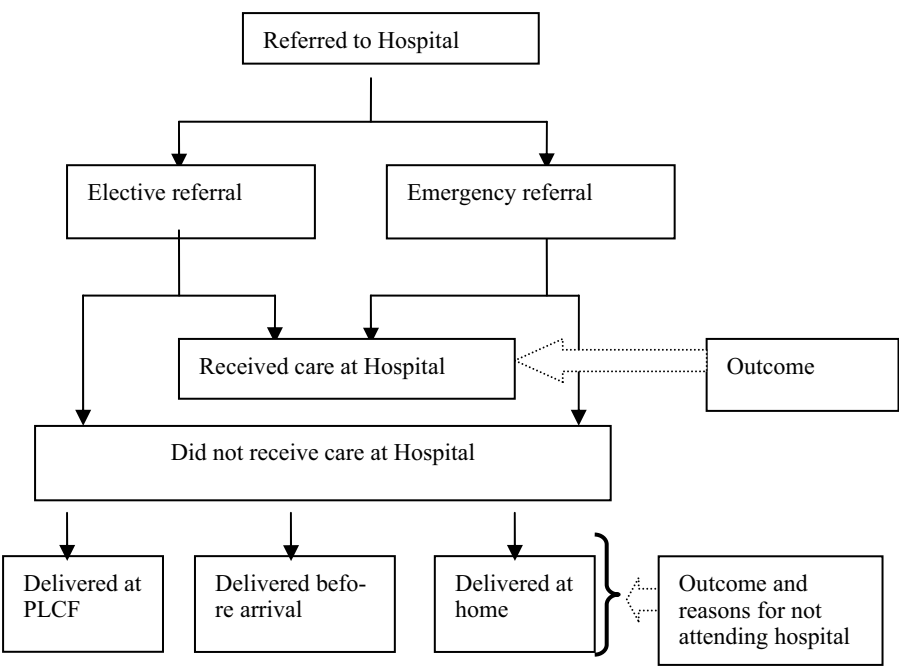 Referred to Hospital
Elective referral
Emergency referral
Received care at Hospital
Outcome
Did not receive care at Hospital
Delivered at
PLCF
Delivered befo-
re arrival
Delivered at
home
Outcome and
reasons for not
attending hospital